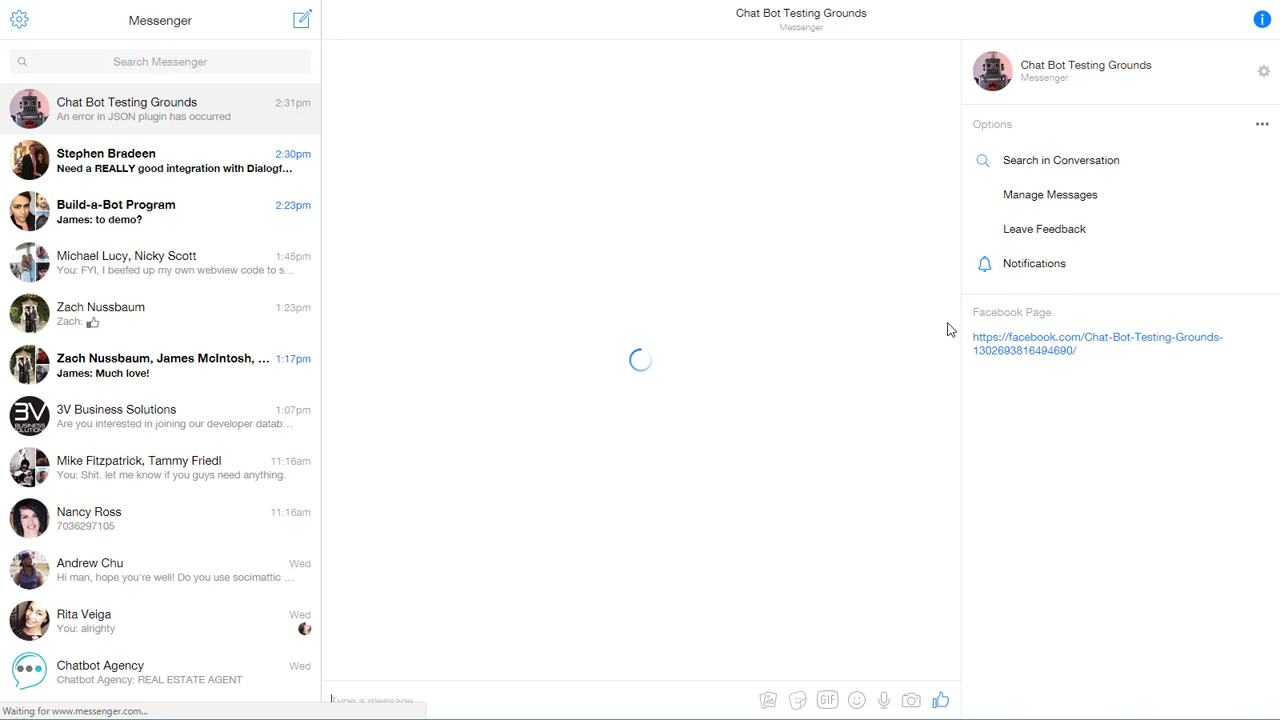 Messenger
Search Messenger
Chat Bot Testing Grounds 2:31pm
An error in JSON plugin has occurred
Stephen Bradeen 2:30pm
Need a REALLY good integration with Dialogf...
Build-a-Bot Program 2:23pm
James: to demo?
Michael Lucy, Nicky Scott 1:45pm
You: FYI, I beefed up my own webview code to s...
Zach Nussbaum 1:23pm
Zach:
Zach Nussbaum, James McIntosh, ... 1:17pm
James: Much love!
3V Business Solutions 1:07pm
Are you interested in joining our developer datab...
Mike Fitzpatrick, Tammy Friedl 11:16am
You: Shit. let me know if you guys need anything.
Nancy Ross 11:16am
7036297105
Andrew Chu Wed
Hi man, hope you're well! Do you use socimattic ...
Rita Veiga Wed
You: alrighty
Chatbot Agency Wed
Chatbot Agency: REAL ESTATE AGENT
Waiting for www.messenger.com...
Chat Bot Testing Grounds
Messenger
Type a message...
GIF
Chat Bot Testing Grounds
Messenger
Options
Search in Conversation
Manage Messages
Leave Feedback
Notifications
Facebook Page
https://facebook.com/Chat-Bot-Testing-Grounds-
1302693816494690/